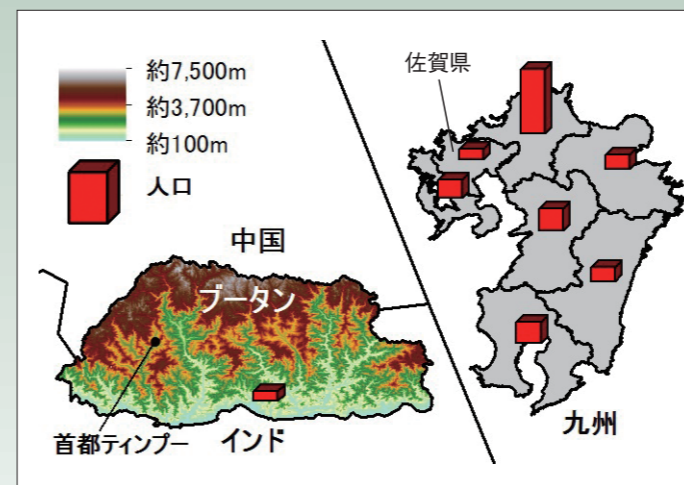 約7,500m
約3,700m
約100m
人口
中国
ブータン
首都ティンプー
インド
佐賀県
九州